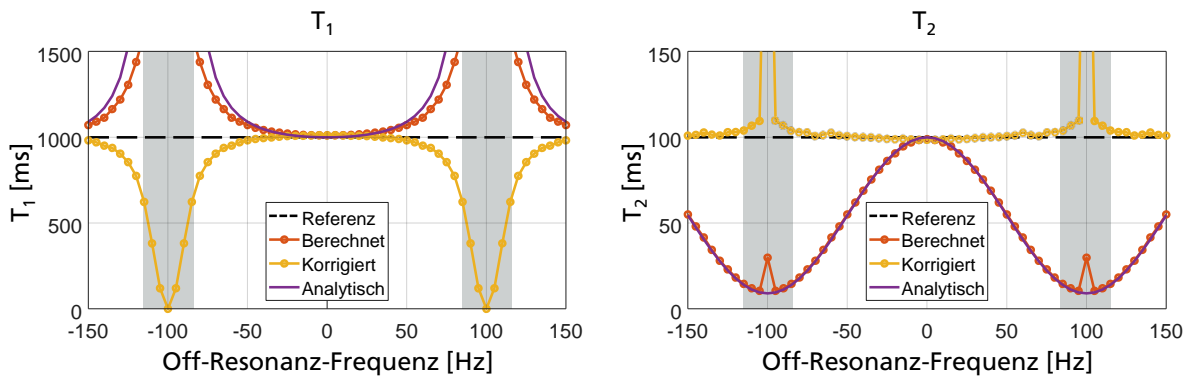 T1
1500
1000
500
0
T1 [ms]
-150 -100 -50 0 50 100 150
Off-Resonanz-Frequenz [Hz]
Referenz
Berechnet
Korrigiert
Analytisch
T2
150
100
50
0
T2 [ms]
-150 -100 -50 0 50 100 150
Off-Resonanz-Frequenz [Hz]
Referenz
Berechnet
Korrigiert
Analytisch